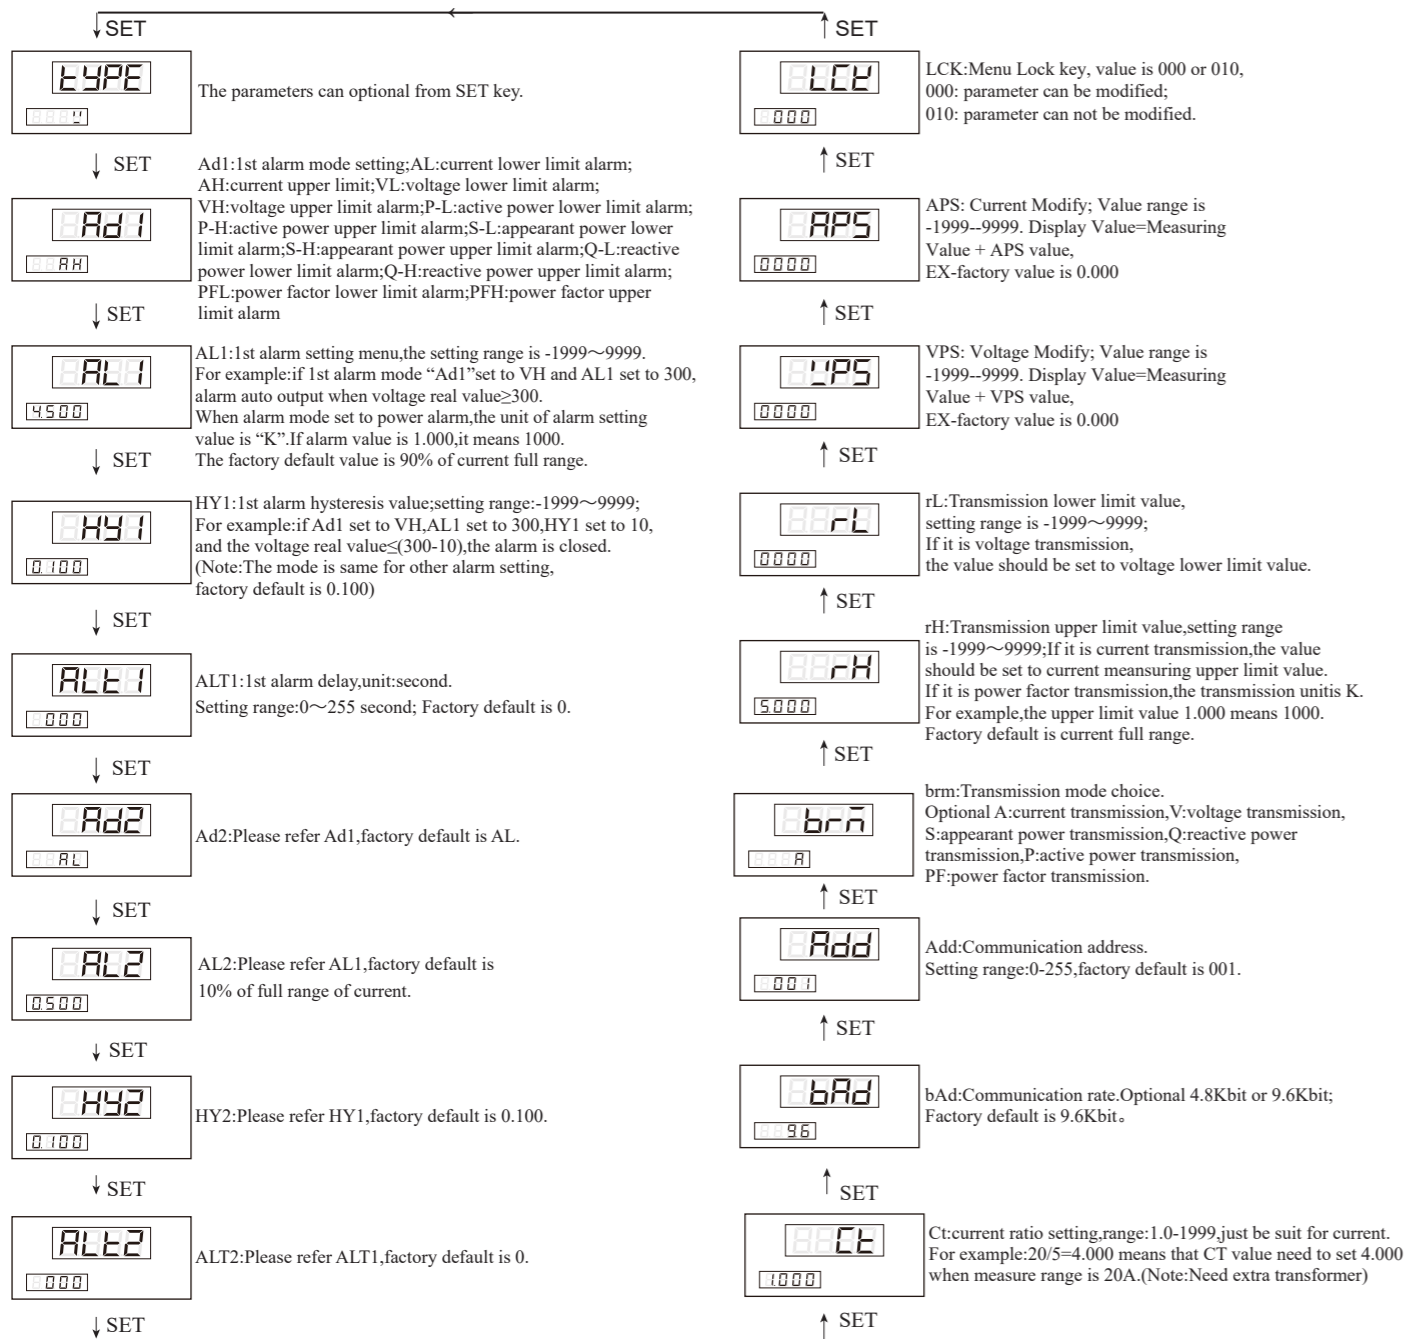 SET
tYPE
The parameters can optional from SET key.
V
SET
Ad1:1st alarm mode setting;AL:current lower limit alarm;
AH:current upper limit;VL:voltage lower limit alarm;
VH:voltage upper limit alarm;P-L:active power lower limit alarm;
P-H:active power upper limit alarm;S-L:appearant power lower
limit alarm;S-H:appearant power upper limit alarm;Q-L:reactive
power lower limit alarm;Q-H:reactive power upper limit alarm;
PFL:power factor lower limit alarm;PFH:power factor upper
limit alarm
Ad1
AH
SET
AL1
4.500
AL1:1st alarm setting menu,the setting range is -1999～9999.
For example:if 1st alarm mode “Ad1”set to VH and AL1 set to 300,
alarm auto output when voltage real value≥300.
When alarm mode set to power alarm,the unit of alarm setting
value is “K”.If alarm value is 1.000,it means 1000.
The factory default value is 90% of current full range.
SET
HY1
0.100
HY1:1st alarm hysteresis value;setting range:-1999～9999;
For example:if Ad1 set to VH,AL1 set to 300,HY1 set to 10,
and the voltage real value≤(300-10),the alarm is closed.
(Note:The mode is same for other alarm setting,
factory default is 0.100)
SET
ALt1
000
ALT1:1st alarm delay,unit:second.
Setting range:0～255 second; Factory default is 0.
SET
Ad2
AL
Ad2:Please refer Ad1,factory default is AL.
SET
AL2
0.500
AL2:Please refer AL1,factory default is
10% of full range of current.
SET
HY2
0.100
HY2:Please refer HY1,factory default is 0.100.
SET
ALt2
000
ALT2:Please refer ALT1,factory default is 0.
SET
SET
LCK
000
LCK:Menu Lock key, value is 000 or 010,
000: parameter can be modified;
010: parameter can not be modified.
SET
APS
0000
APS: Current Modify; Value range is
-1999--9999. Display Value=Measuring
Value + APS value,
EX-factory value is 0.000
SET
VPS
0000
VPS: Voltage Modify; Value range is
-1999--9999. Display Value=Measuring
Value + VPS value,
EX-factory value is 0.000
SET
rL
0000
rL:Transmission lower limit value,
setting range is -1999～9999;
If it is voltage transmission,
the value should be set to voltage lower limit value.
SET
rH
5.000
rH:Transmission upper limit value,setting range
is -1999～9999;If it is current transmission,the value
should be set to current measuring upper limit value.
If it is power factor transmission,the transmission unitis K.
For example,the upper limit value 1.000 means 1000.
Factory default is current full range.
SET
brm
A
brm:Transmission mode choice.
Optional A:current transmission,V:voltage transmission,
S:appearant power transmission,Q:reactive power
transmission,P:active power transmission,
PF:power factor transmission.
SET
Add
001
Add:Communication address.
Setting range:0-255,factory default is 001.
SET
bAd
9.6
bAd:Communication rate.Optional 4.8Kbit or 9.6Kbit;
Factory default is 9.6Kbit。
SET
Ct
1.000
Ct:current ratio setting,range:1.0-1999,just be suit for current.
For example:20/5=4.000 means that CT value need to set 4.000
when measure range is 20A.(Note:Need extra transformer)
SET